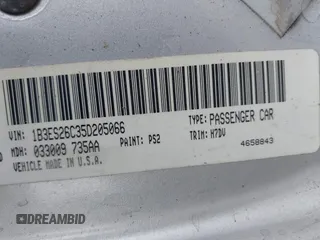 VIN: 1B3ES26C35D205066
TYPE: PASSENGER CAR
MDH: 033009 735AA
PAINT: PS2
TRIM: H7DV
VEHICLE MADE IN U.S.A.
4658843
DREAMBID